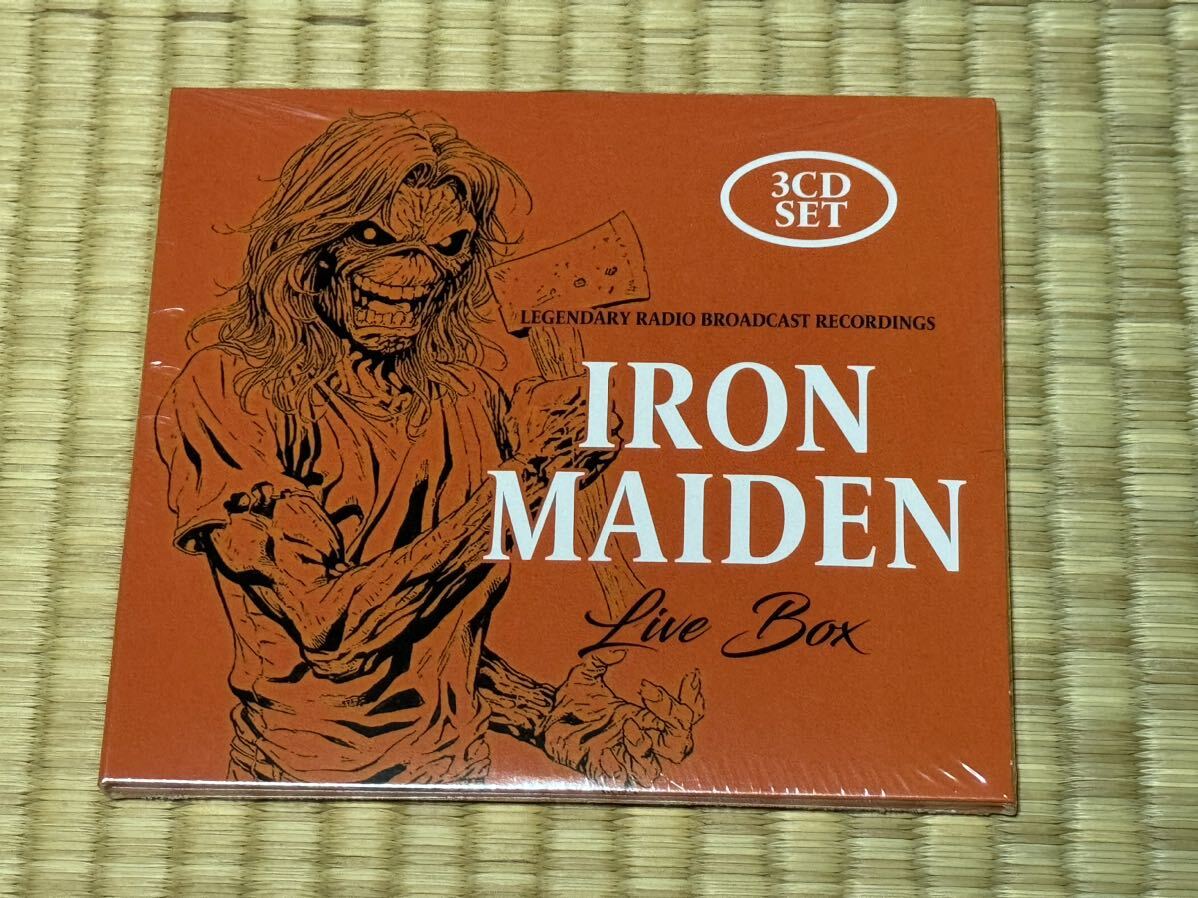 3CD
SET
LEGENDARY RADIO BROADCAST RECORDINGS
IRON
MAIDEN
Live Box